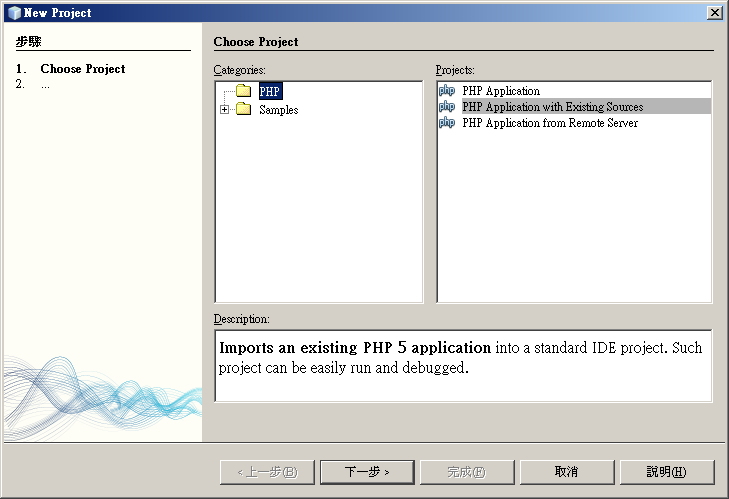 New Project
步驟
1. Choose Project
2. ...
Choose Project
Categories:
PHP
Samples
Projects:
php PHP Application
php PHP Application with Existing Sources
php PHP Application from Remote Server
Description:
Imports an existing PHP 5 application into a standard IDE project. Such
project can be easily run and debugged.
< 上一步(B)
下一步 >
完成(F)
取消
說明(H)